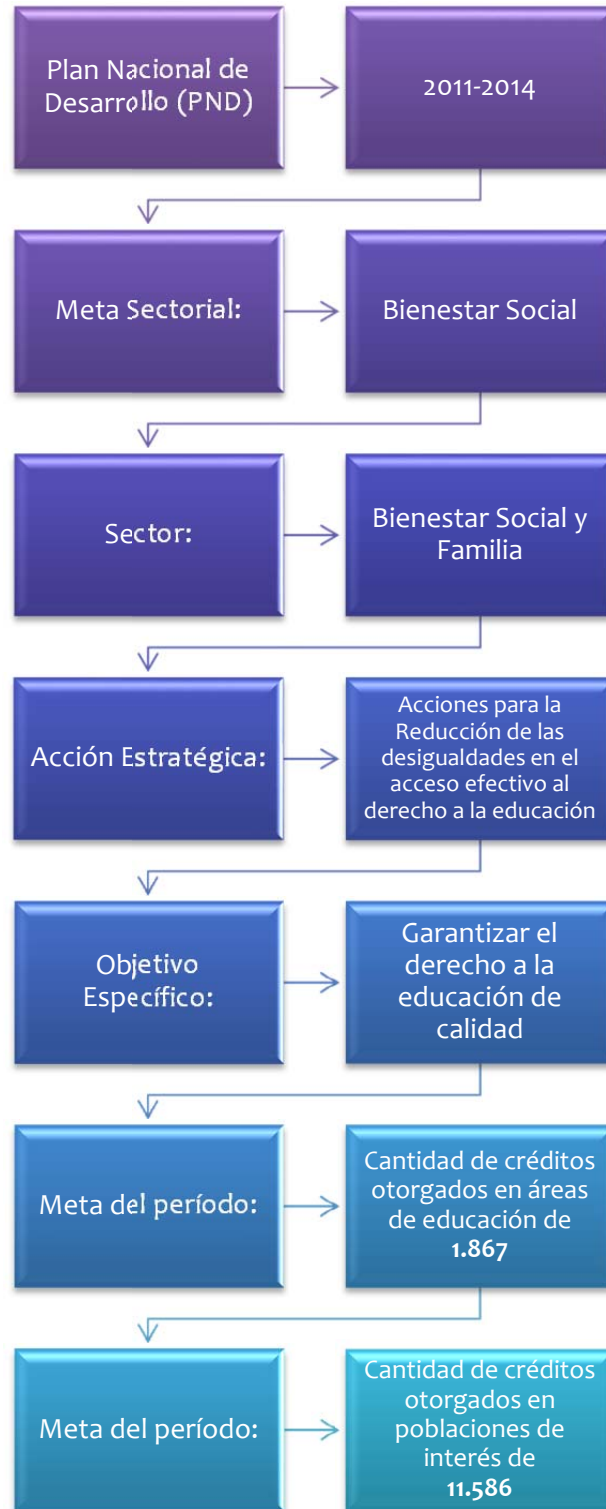 Plan Nacional de
Desarrollo (PND)
2011-2014
Meta Sectorial:
Bienestar Social
Sector:
Bienestar Social y
Familia
Acción Estratégica:
Acciones para la
Reducción de las
desigualdades en el
acceso efectivo al
derecho a la educación
Objetivo
Específico:
Garantizar el
derecho a la
educación de
calidad
Meta del período:
Cantidad de créditos
otorgados en áreas
de educación de
1.867
Meta del período:
Cantidad de créditos
otorgados en
poblaciones de
interés de
11.586